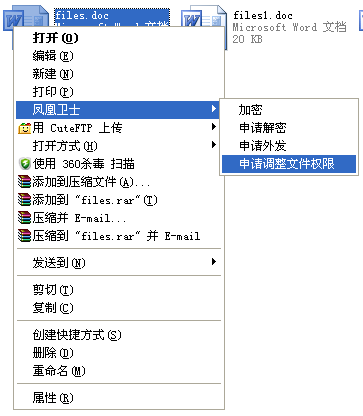 files.doc
Microsoft Word 文档
files1.doc
Microsoft Word 文档
20 KB
打开(O)
编辑(E)
新建(N)
打印(P)
凤凰卫士
加密
申请解密
申请外发
申请调整文件权限
用 CuteFTP 上传
打开方式(H)
使用 360杀毒 扫描
添加到压缩文件(A)...
添加到 "files.rar"(T)
压缩并 E-mail...
压缩到 "files.rar" 并 E-mail
发送到(N)
剪切(T)
复制(C)
创建快捷方式(S)
删除(D)
重命名(M)
属性(R)